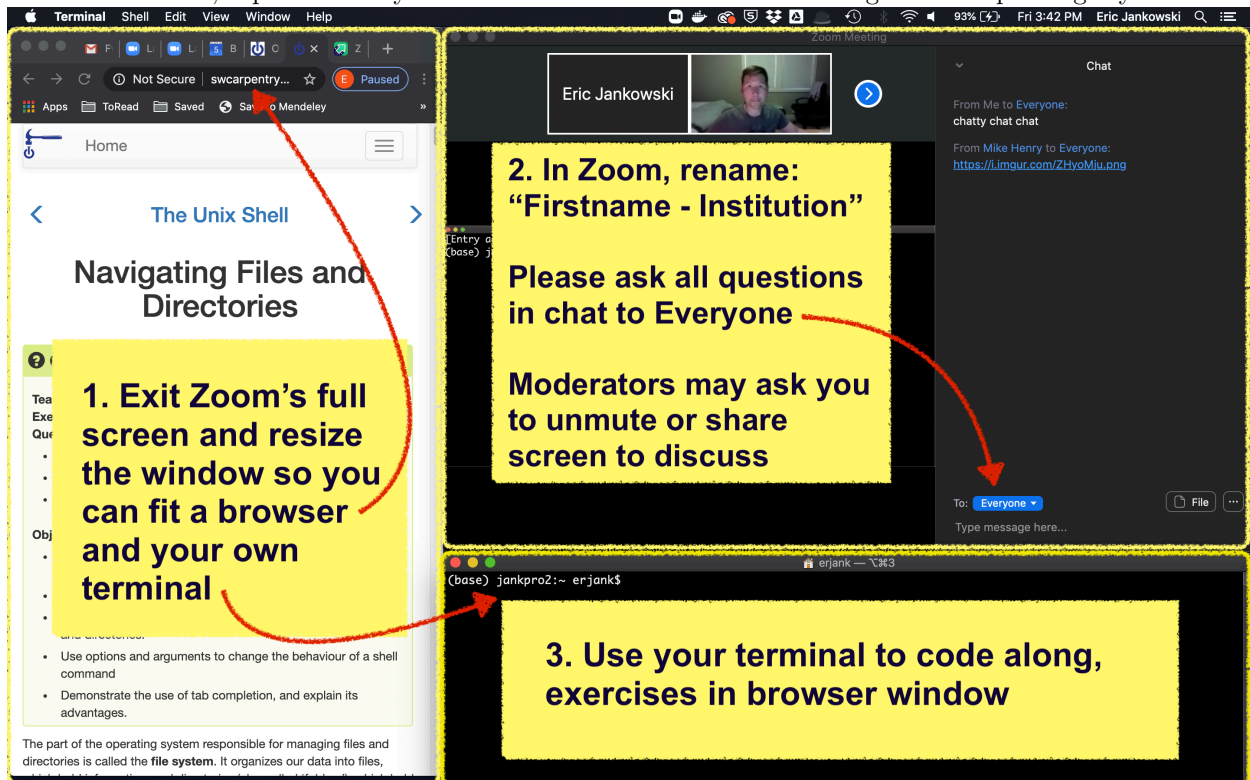 Terminal Shell Edit View Window Help
93% Fri 3:42 PM Eric Jankowski
Not Secure swcarpentry... E Paused
Apps ToRead Saved Mendeley »
Home
The Unix Shell
Navigating Files and
Directories
1. Exit Zoom's full
screen and resize
the window so you
can fit a browser
and your own
terminal
and directories.
• Use options and arguments to change the behaviour of a shell
command
• Demonstrate the use of tab completion, and explain its
advantages.
The part of the operating system responsible for managing files and
directories is called the file system. It organizes our data into files,
Zoom Meeting
Eric Jankowski
2. In Zoom, rename:
“Firstname - Institution”
Please ask all questions
in chat to Everyone
Moderators may ask you
to unmute or share
screen to discuss
[Entry
(base)
Chat
From Me to Everyone:
chatty chat chat
From Mike Henry to Everyone:
https://i.imgur.com/ZHyoMju.png
To: Everyone File ...
Type message here...
erjank — ⌥⌘3
(base) jankpro2:~ erjank$
3. Use your terminal to code along,
exercises in browser window